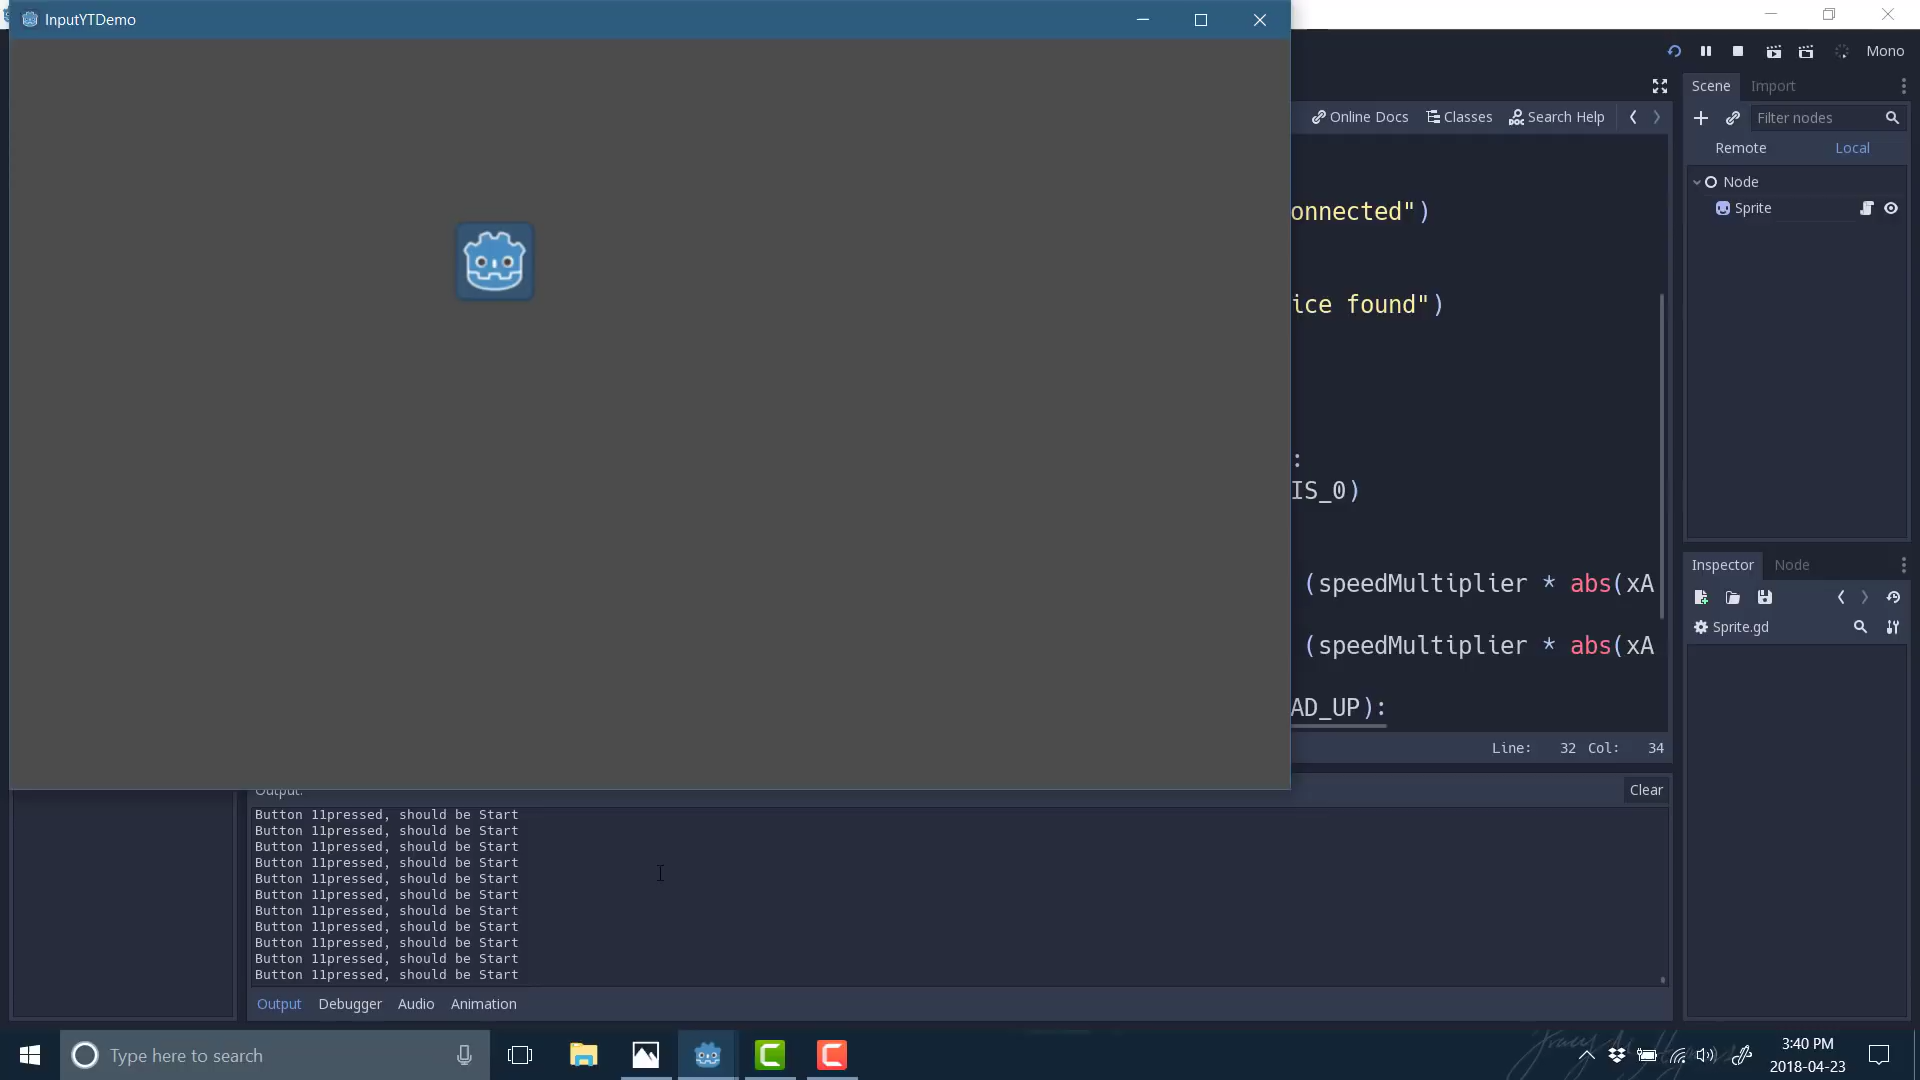 InputYTDemo
Mono
Scene Import
Online Docs Classes Search Help
Filter nodes
Remote Local
Node
Sprite
onnected")
ice found")
:
IS_0)
(speedMultiplier * abs(xA
(speedMultiplier * abs(xA
AD_UP):
Line: 32 Col: 34
Inspector Node
Sprite.gd
Output:
Clear
Button 11pressed, should be Start
Button 11pressed, should be Start
Button 11pressed, should be Start
Button 11pressed, should be Start
Button 11pressed, should be Start
Button 11pressed, should be Start
Button 11pressed, should be Start
Button 11pressed, should be Start
Button 11pressed, should be Start
Button 11pressed, should be Start
Button 11pressed, should be Start
Output Debugger Audio Animation
Type here to search
3:40 PM
2018-04-23